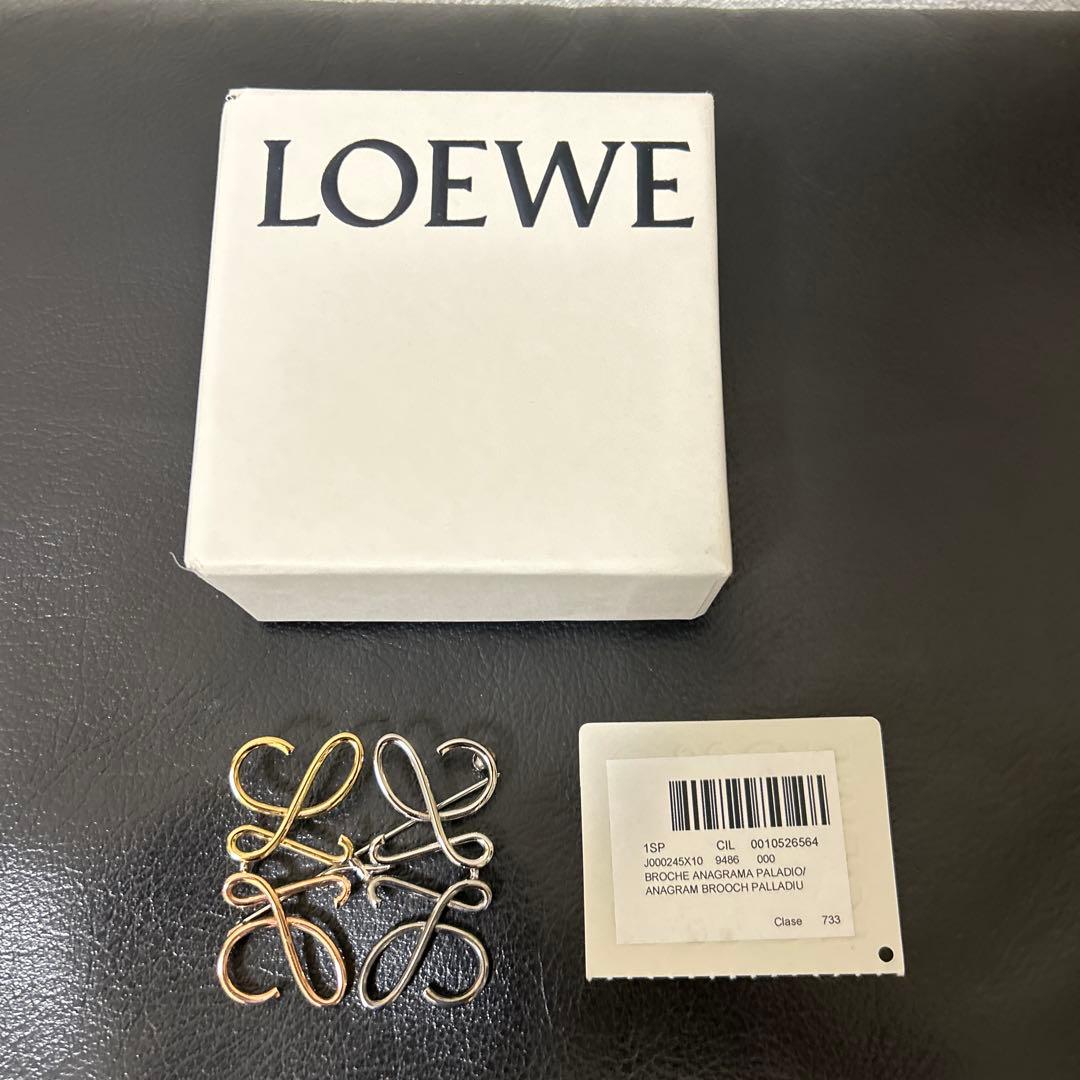 LOEWE
1SP CIL 0010526564
J000245X10 9486 000
BROCHE ANAGRAMA PALADIO/
ANAGRAM BROOCH PALLADIU
Clase 733